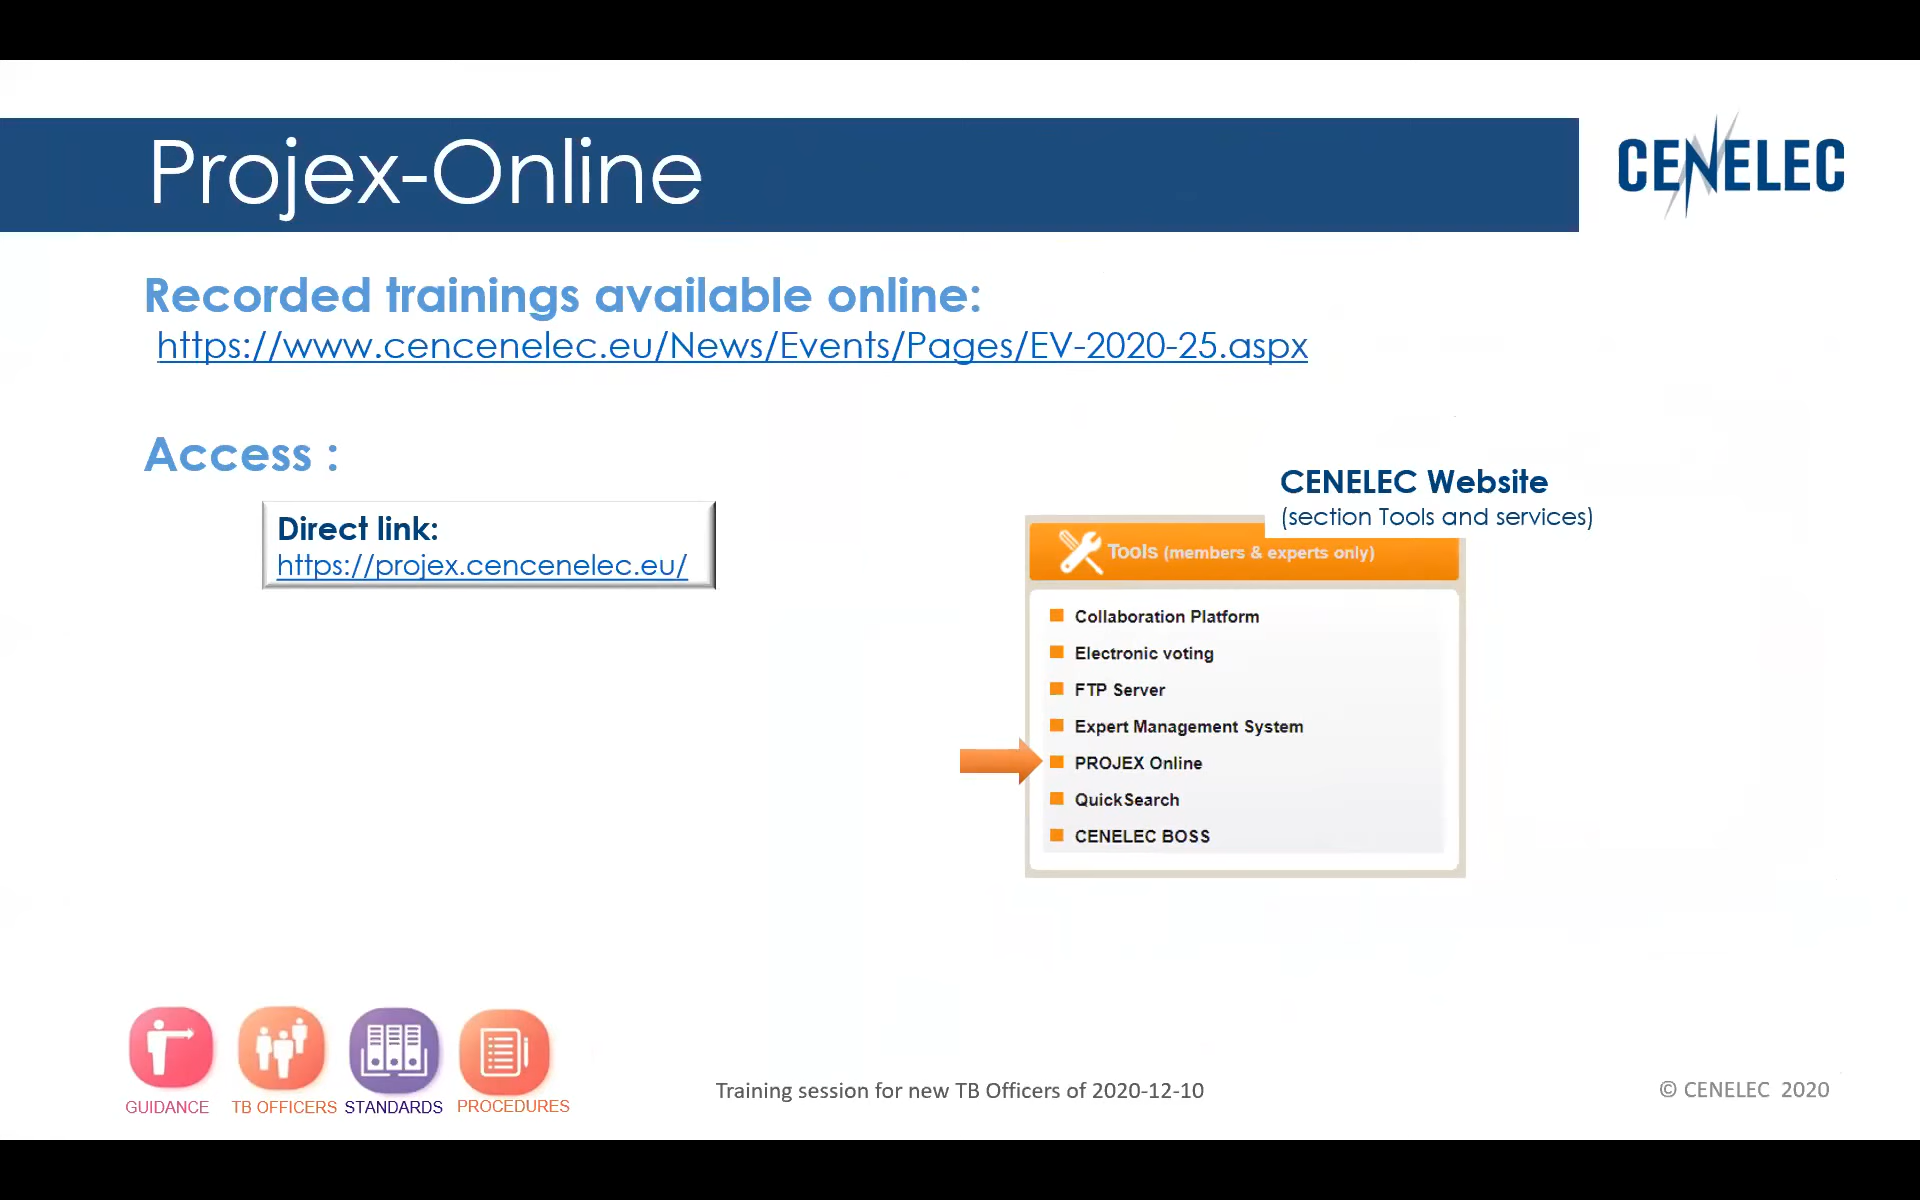 Projex-Online
CENELEC
Recorded trainings available online:
https://www.cencenelec.eu/News/Events/Pages/EV-2020-25.aspx
Access :
Direct link:
https://projex.cencenelec.eu/
CENELEC Website
(section Tools and services)
Tools (members & experts only)
Collaboration Platform
Electronic voting
FTP Server
Expert Management System
PROJEX Online
QuickSearch
CENELEC BOSS
GUIDANCE
TB OFFICERS
STANDARDS
PROCEDURES
Training session for new TB Officers of 2020-12-10
© CENELEC 2020